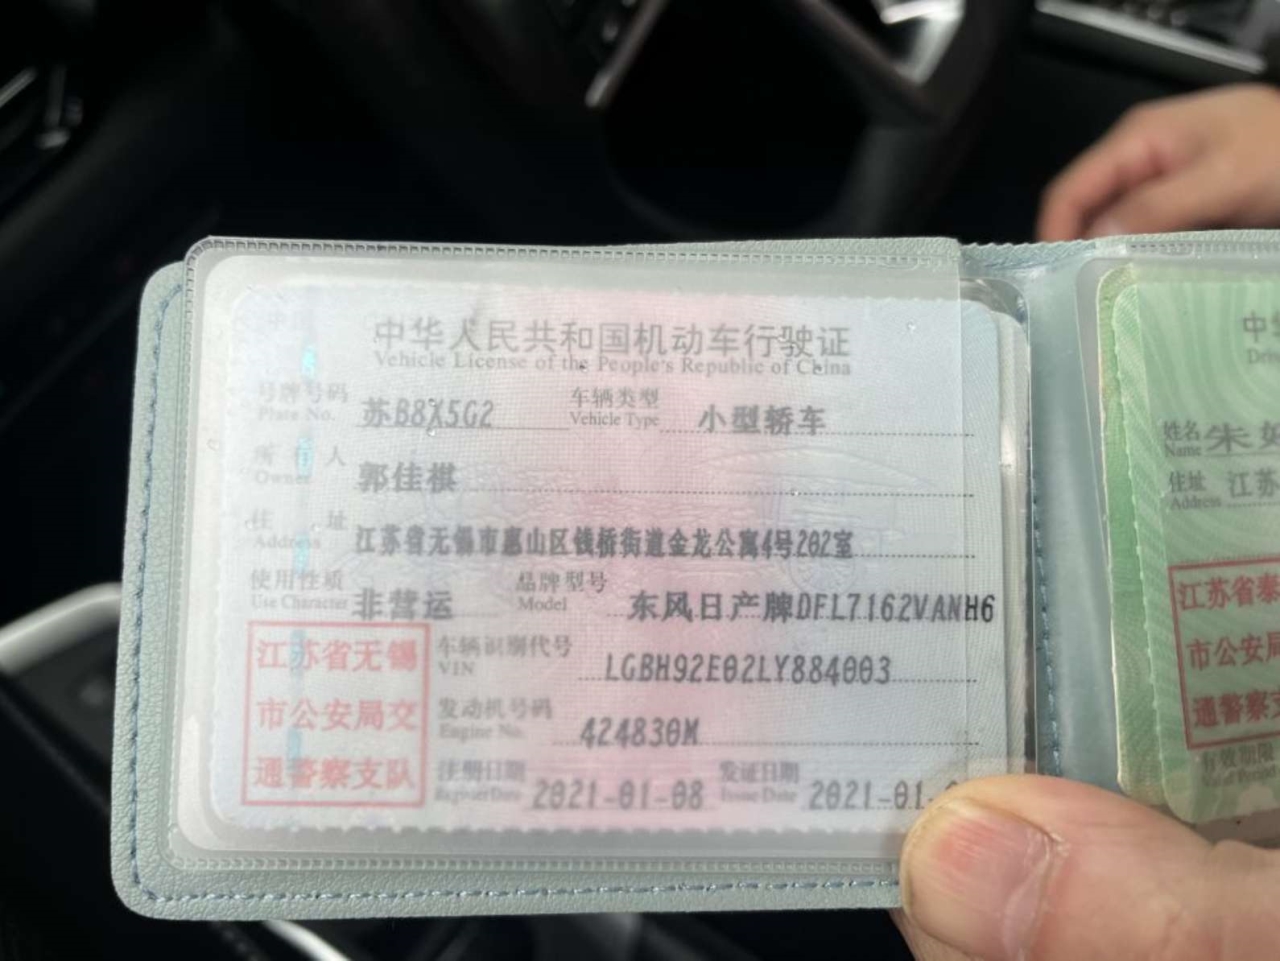 中华人民共和国机动车行驶证
Vehicle License of the People's Republic of China
号牌号码 苏B8X5G2 车辆类型 小型轿车
Plate No. Vehicle Type
所有人 郭佳棋
Owner
住址 江苏省无锡市惠山区钱桥街道金龙公寓4号202室
Address
使用性质 非营运 品牌型号 东风日产牌DFL7162VANH6
Use Character Model
江苏省无锡
市公安局交
通警察支队
车辆识别代号 LGBH92E02LY884003
VIN
发动机号码 424830M
Engine No.
注册日期 2021-01-08 发证日期 2021-01-
Register Date Issue Date
中
姓名 朱
Name
住址 江苏
Address
江苏省泰
市公安局
通警察支
有效期限